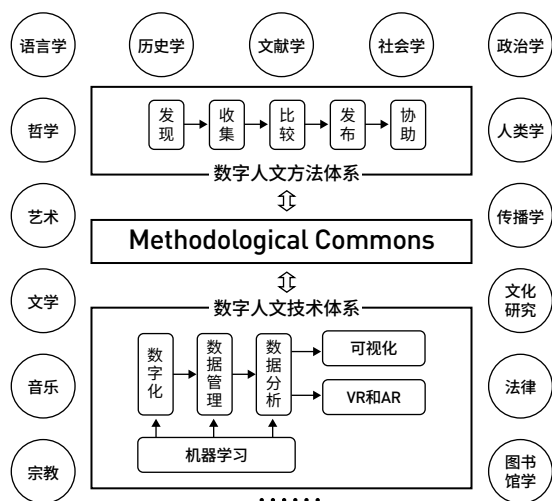 语言学
历史学
文献学
社会学
政治学
哲学
发现
收集
比较
发布
协助
人类学
数字人文方法体系
艺术
Methodological Commons
传播学
文学
数字人文技术体系
文化
研究
数字化
数据管理
数据分析
可视化
VR和AR
音乐
法律
机器学习
宗教
图书
馆学
……